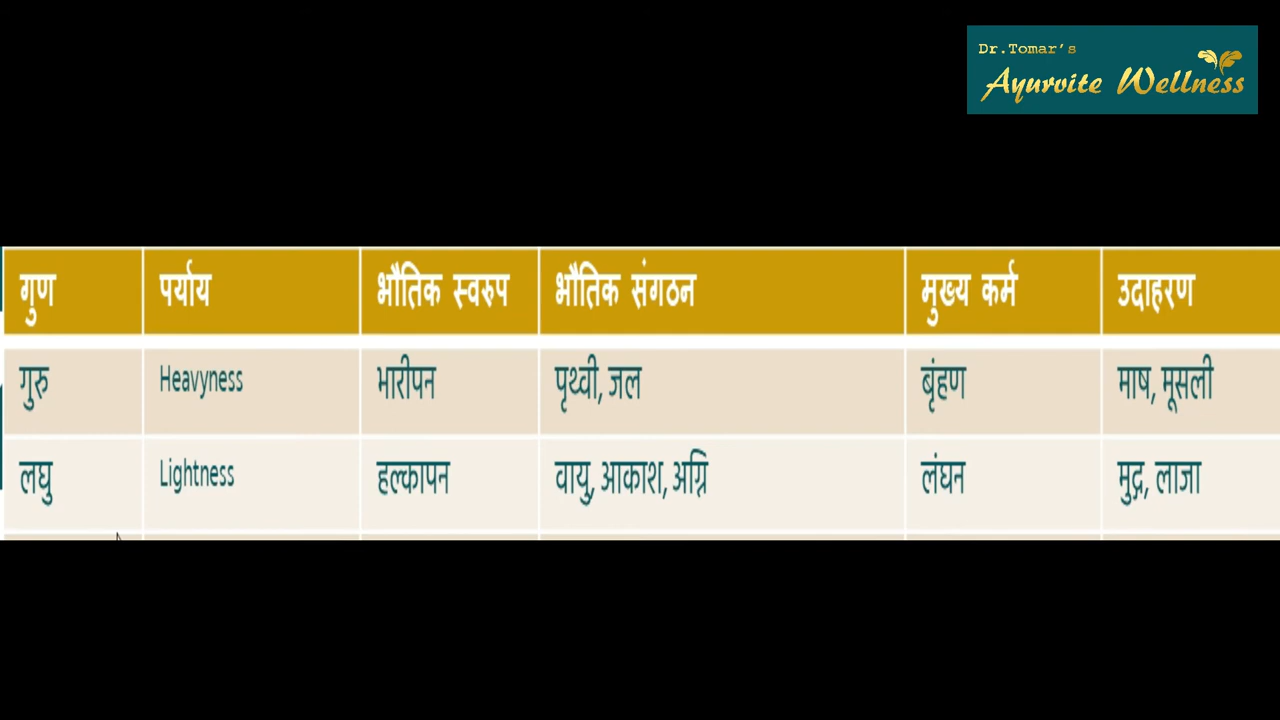 Dr.Tomar's
Ayurvite Wellness
गुण पर्याय भौतिक स्वरुप भौतिक संगठन मुख्य कर्म उदाहरण
गुरु Heavyness भारीपन पृथ्वी, जल बृंहण माष, मूसली
लघु Lightness हल्कापन वायु, आकाश, अग्नि लंघन मुद्ग, लाजा